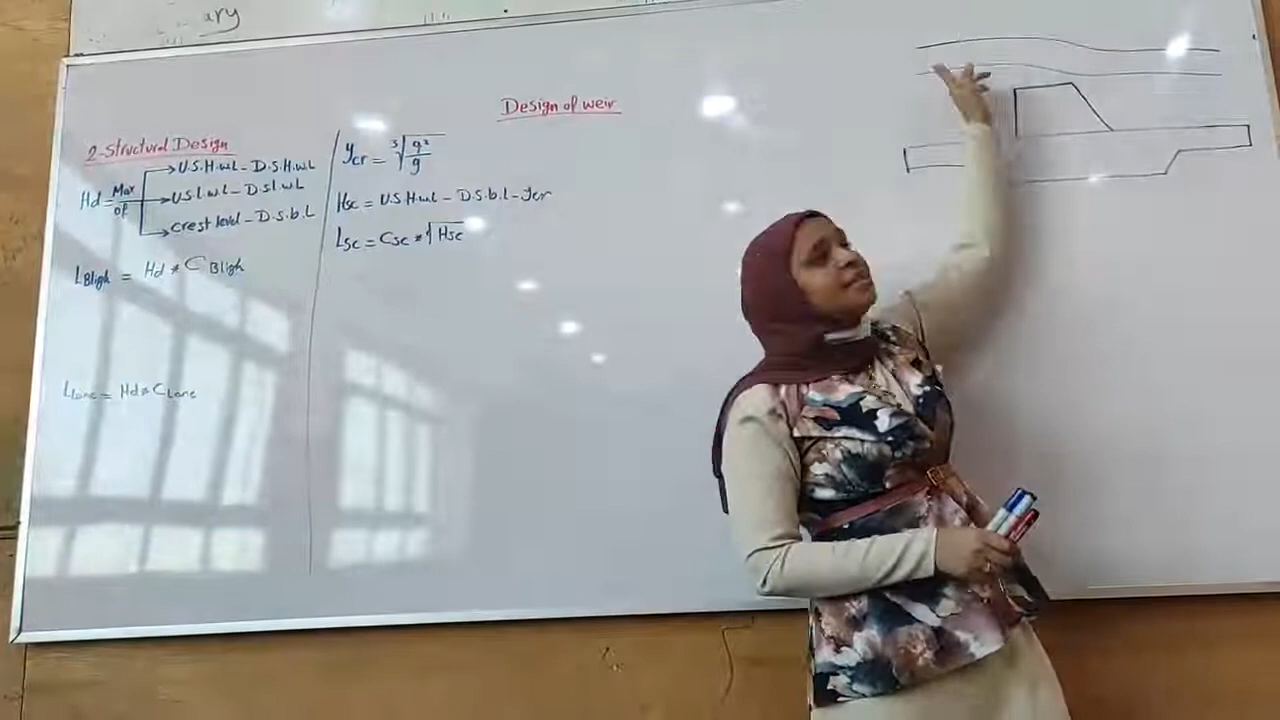 ary
Design of weir
2-Structural Design
Hd = Max of
U.S.H.w.L - D.S.H.w.L
U.S.L.w.L - D.S.L.w.L
crest level - D.S.b.L
L Bligh = Hd * C Bligh
L Lane = Hd * C Lane
ycr = ∛(q²/g)
Hsc = U.S.H.w.L - D.S.b.L - ycr
Lsc = Csc * √Hsc